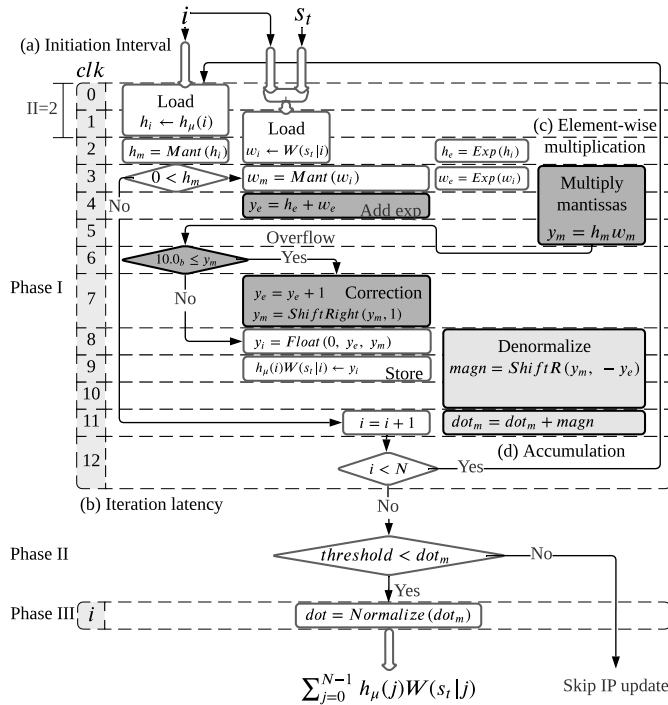 i s_t
(a) Initiation Interval
clk
0
II=2
Load
h_i ← h_μ(i)
1
Load
w_i ← W(s_t|i)
(c) Element-wise
multiplication
2
h_m = Mant(h_i)
h_e = Exp(h_i)
3
0 < h_m
w_m = Mant(w_i)
w_e = Exp(w_i)
Multiply
mantissas
y_m = h_m w_m
No
4
y_e = h_e + w_e
Add exp
5
Overflow
6
10.0_b ≤ y_m
Yes
Phase I
7
No
y_e = y_e + 1 Correction
y_m = ShiftRight(y_m, 1)
8
y_i = Float(0, y_e, y_m)
Denormalize
magn = ShiftR(y_m, − y_e)
9
h_μ(i)W(s_t|i) ← y_i
Store
10
11
i = i + 1
dot_m = dot_m + magn
(d) Accumulation
12
i < N
Yes
(b) Iteration latency
No
Phase II
threshold < dot_m
No
Yes
Phase III
i
dot = Normalize(dot_m)
∑_{j=0}^{N−1} h_μ(j)W(s_t|j)
Skip IP update